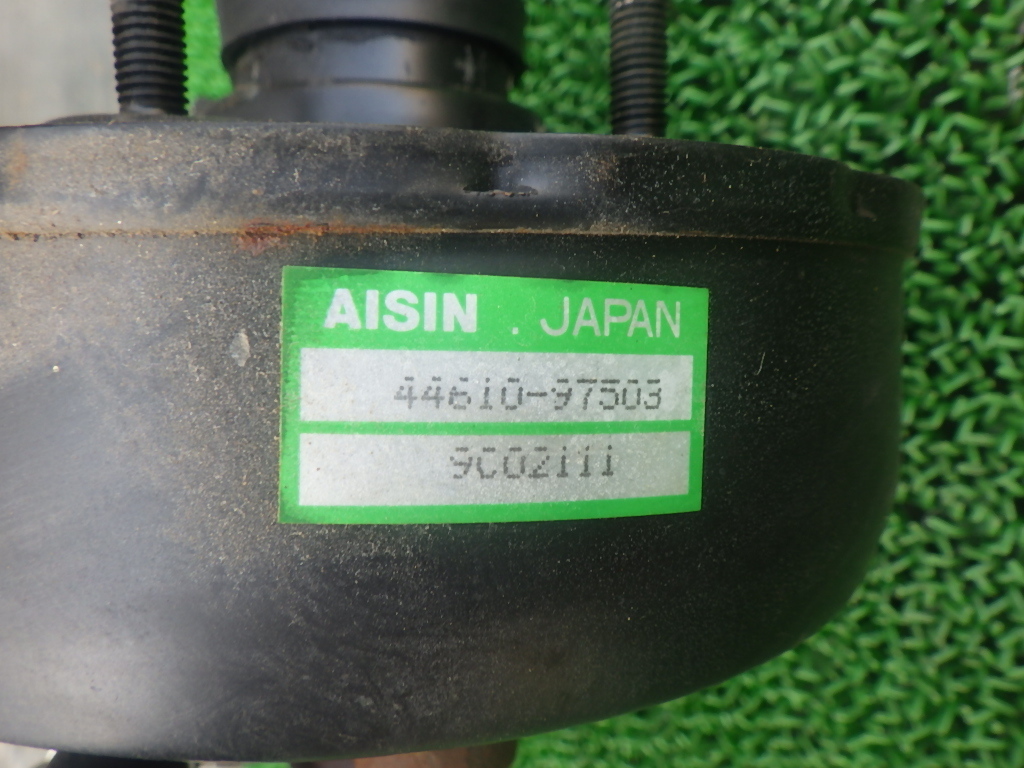 AISIN . JAPAN
44610-97503
9C02111